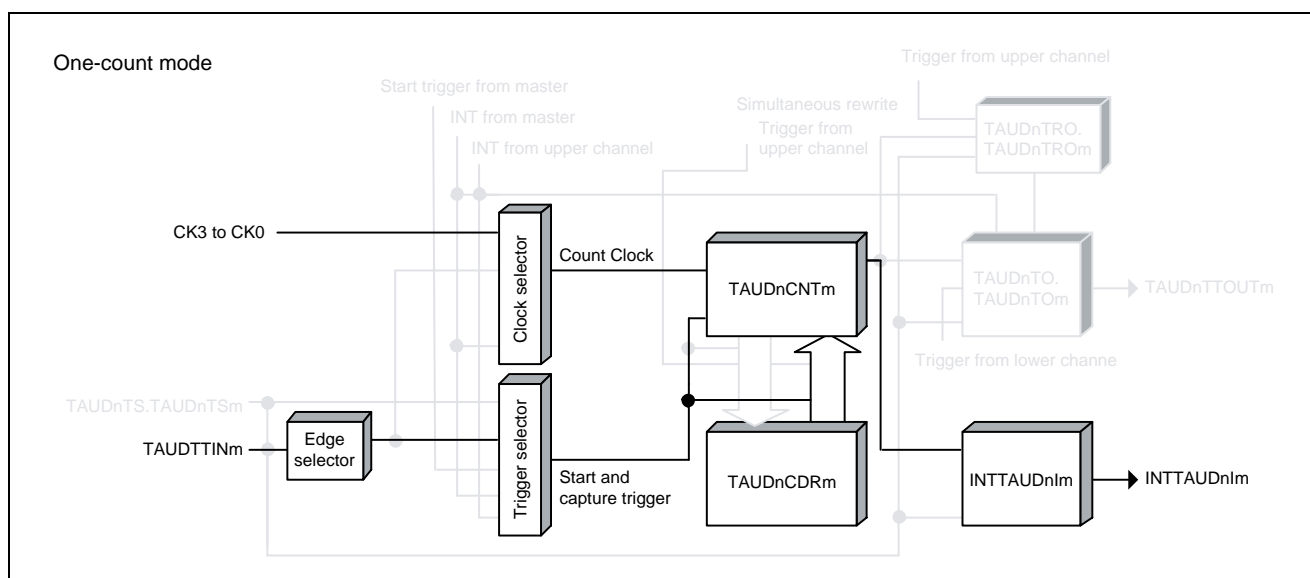 One-count mode
Trigger from upper channel
Start trigger from master
Simultaneous rewrite
INT from master
Trigger from
upper channel
INT from upper channel
TAUDnTRO.
TAUDnTROm
CK3 to CK0
Clock selector
Count Clock
TAUDnCNTm
TAUDnTO.
TAUDnTOm
TAUDnTTOUTm
Trigger from lower channe
TAUDnTS.TAUDnTSm
TAUDTTINm
Edge
selector
Trigger selector
Start and
capture trigger
TAUDnCDRm
INTTAUDnIm
INTTAUDnIm